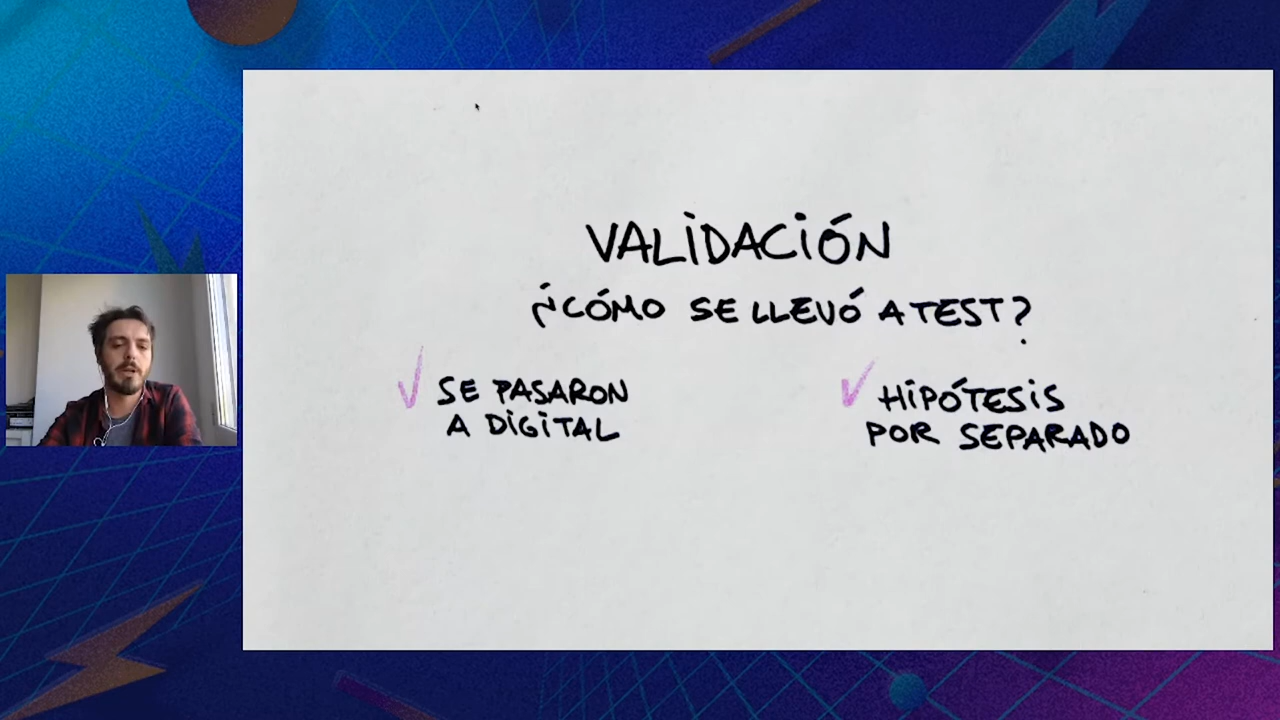 VALIDACIÓN
¿CÓMO SE LLEVÓ A TEST?
SE PASARON
A DIGITAL
HIPÓTESIS
POR SEPARADO